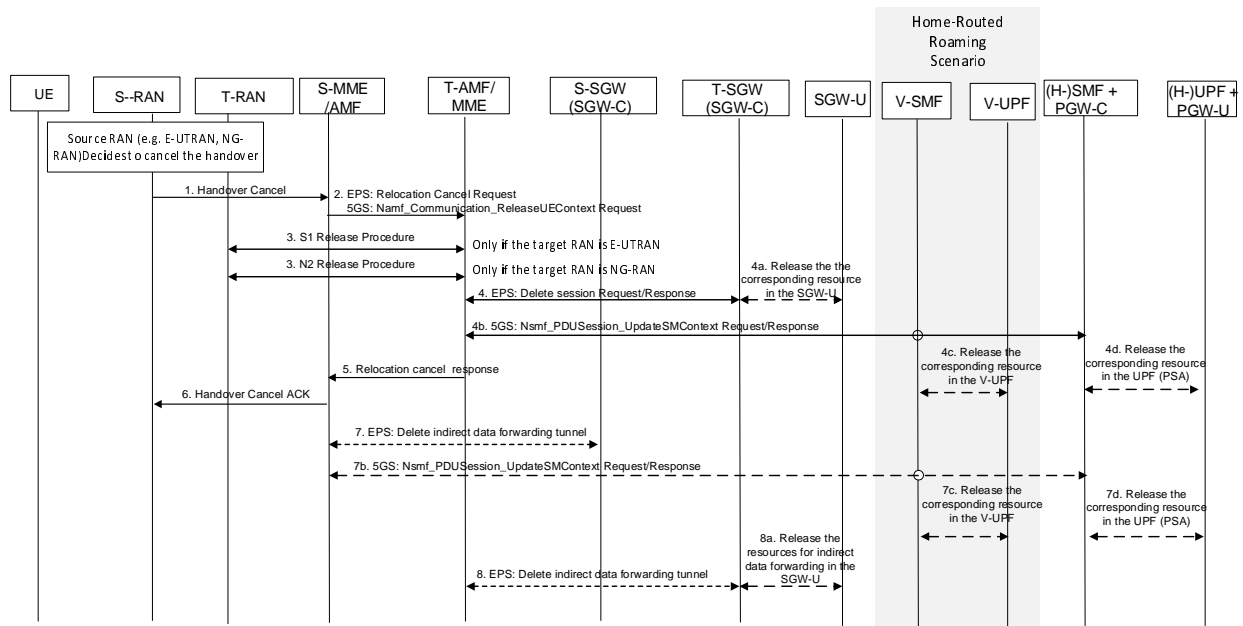 Home-Routed
Roaming
Scenario
UE
S--RAN
T-RAN
S-MME
/AMF
T-AMF/
MME
S-SGW
(SGW-C)
T-SGW
(SGW-C)
SGW-U
V-SMF
V-UPF
(H-)SMF +
PGW-C
(H-)UPF +
PGW-U
Source RAN (e.g. E-UTRAN, NG-
RAN)Decides to cancel the handover
1. Handover Cancel
2. EPS: Relocation Cancel Request
5GS: Namf_Communication_ReleaseUEContext Request
3. S1 Release Procedure
Only if the target RAN is E-UTRAN
3. N2 Release Procedure
Only if the target RAN is NG-RAN
4. EPS: Delete session Request/Response
4a. Release the the
corresponding resource
in the SGW-U
4b. 5GS: Nsmf_PDUSession_UpdateSMContext Request/Response
4c. Release the
corresponding resource
in the V-UPF
4d. Release the
corresponding resource
in the UPF (PSA)
5. Relocation cancel response
6. Handover Cancel ACK
7. EPS: Delete indirect data forwarding tunnel
7b. 5GS: Nsmf_PDUSession_UpdateSMContext Request/Response
7c. Release the
corresponding resource
in the V-UPF
7d. Release the
corresponding resource
in the UPF (PSA)
8a. Release the
resources for indirect
data forwarding in the
SGW-U
8. EPS: Delete indirect data forwarding tunnel